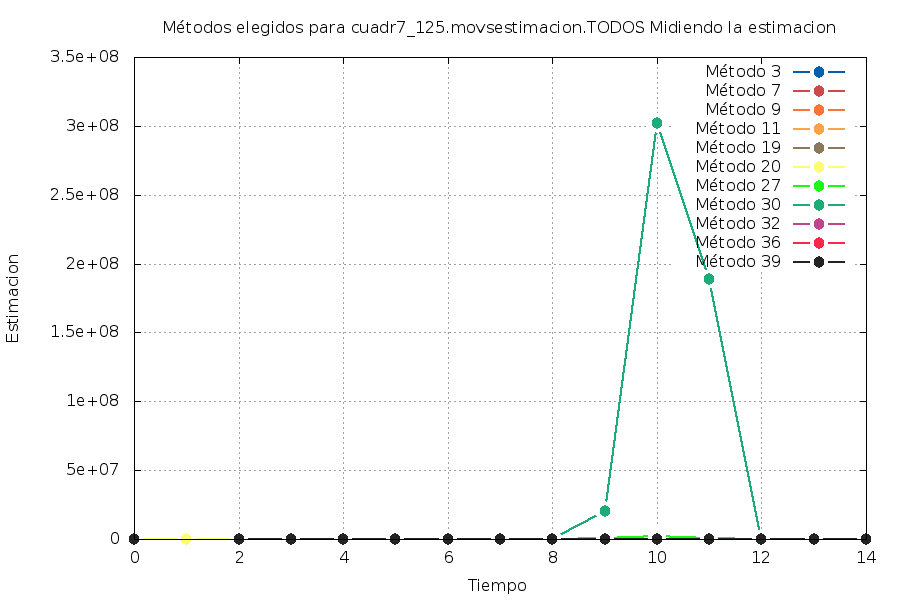 Métodos elegidos para cuadr7_125.movsestimacion.TODOS Midiendo la estimacion
3.5e+08
3e+08
2.5e+08
2e+08
1.5e+08
1e+08
5e+07
0
Estimacion
Método 3
Método 7
Método 9
Método 11
Método 19
Método 20
Método 27
Método 30
Método 32
Método 36
Método 39
0 2 4 6 8 10 12 14
Tiempo